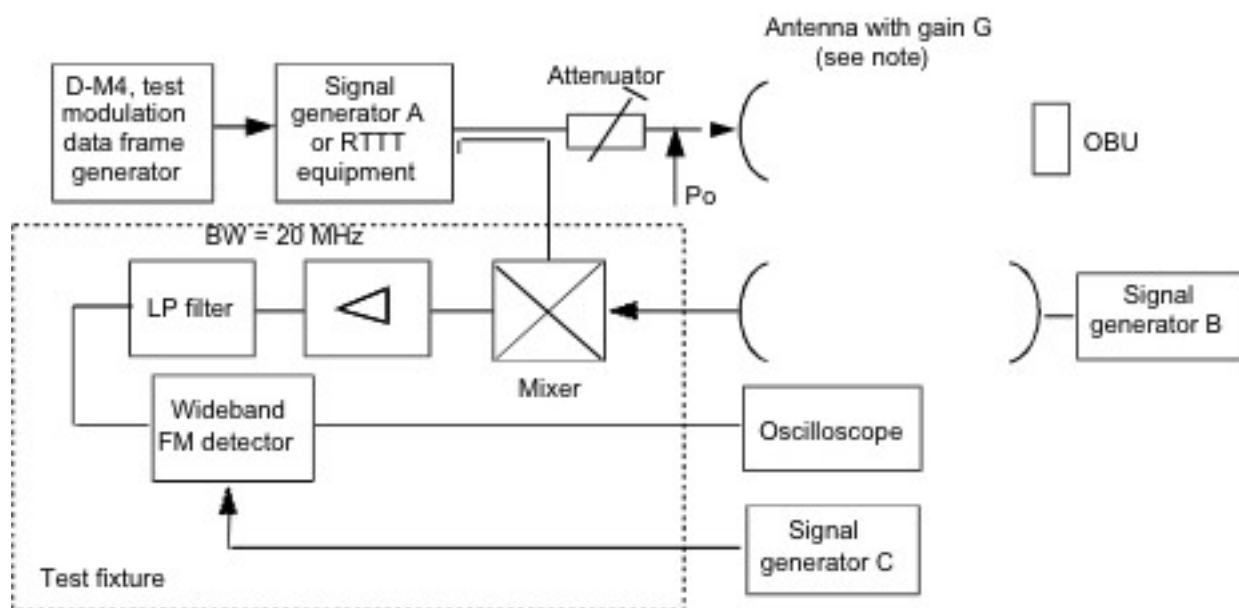 Antenna with gain G
(see note)
D-M4, test
modulation
data frame
generator
Signal
generator A
or RTTT
equipment
Attenuator
OBU
Po
BW = 20 MHz
LP filter
Mixer
Signal
generator B
Wideband
FM detector
Oscilloscope
Signal
generator C
Test fixture